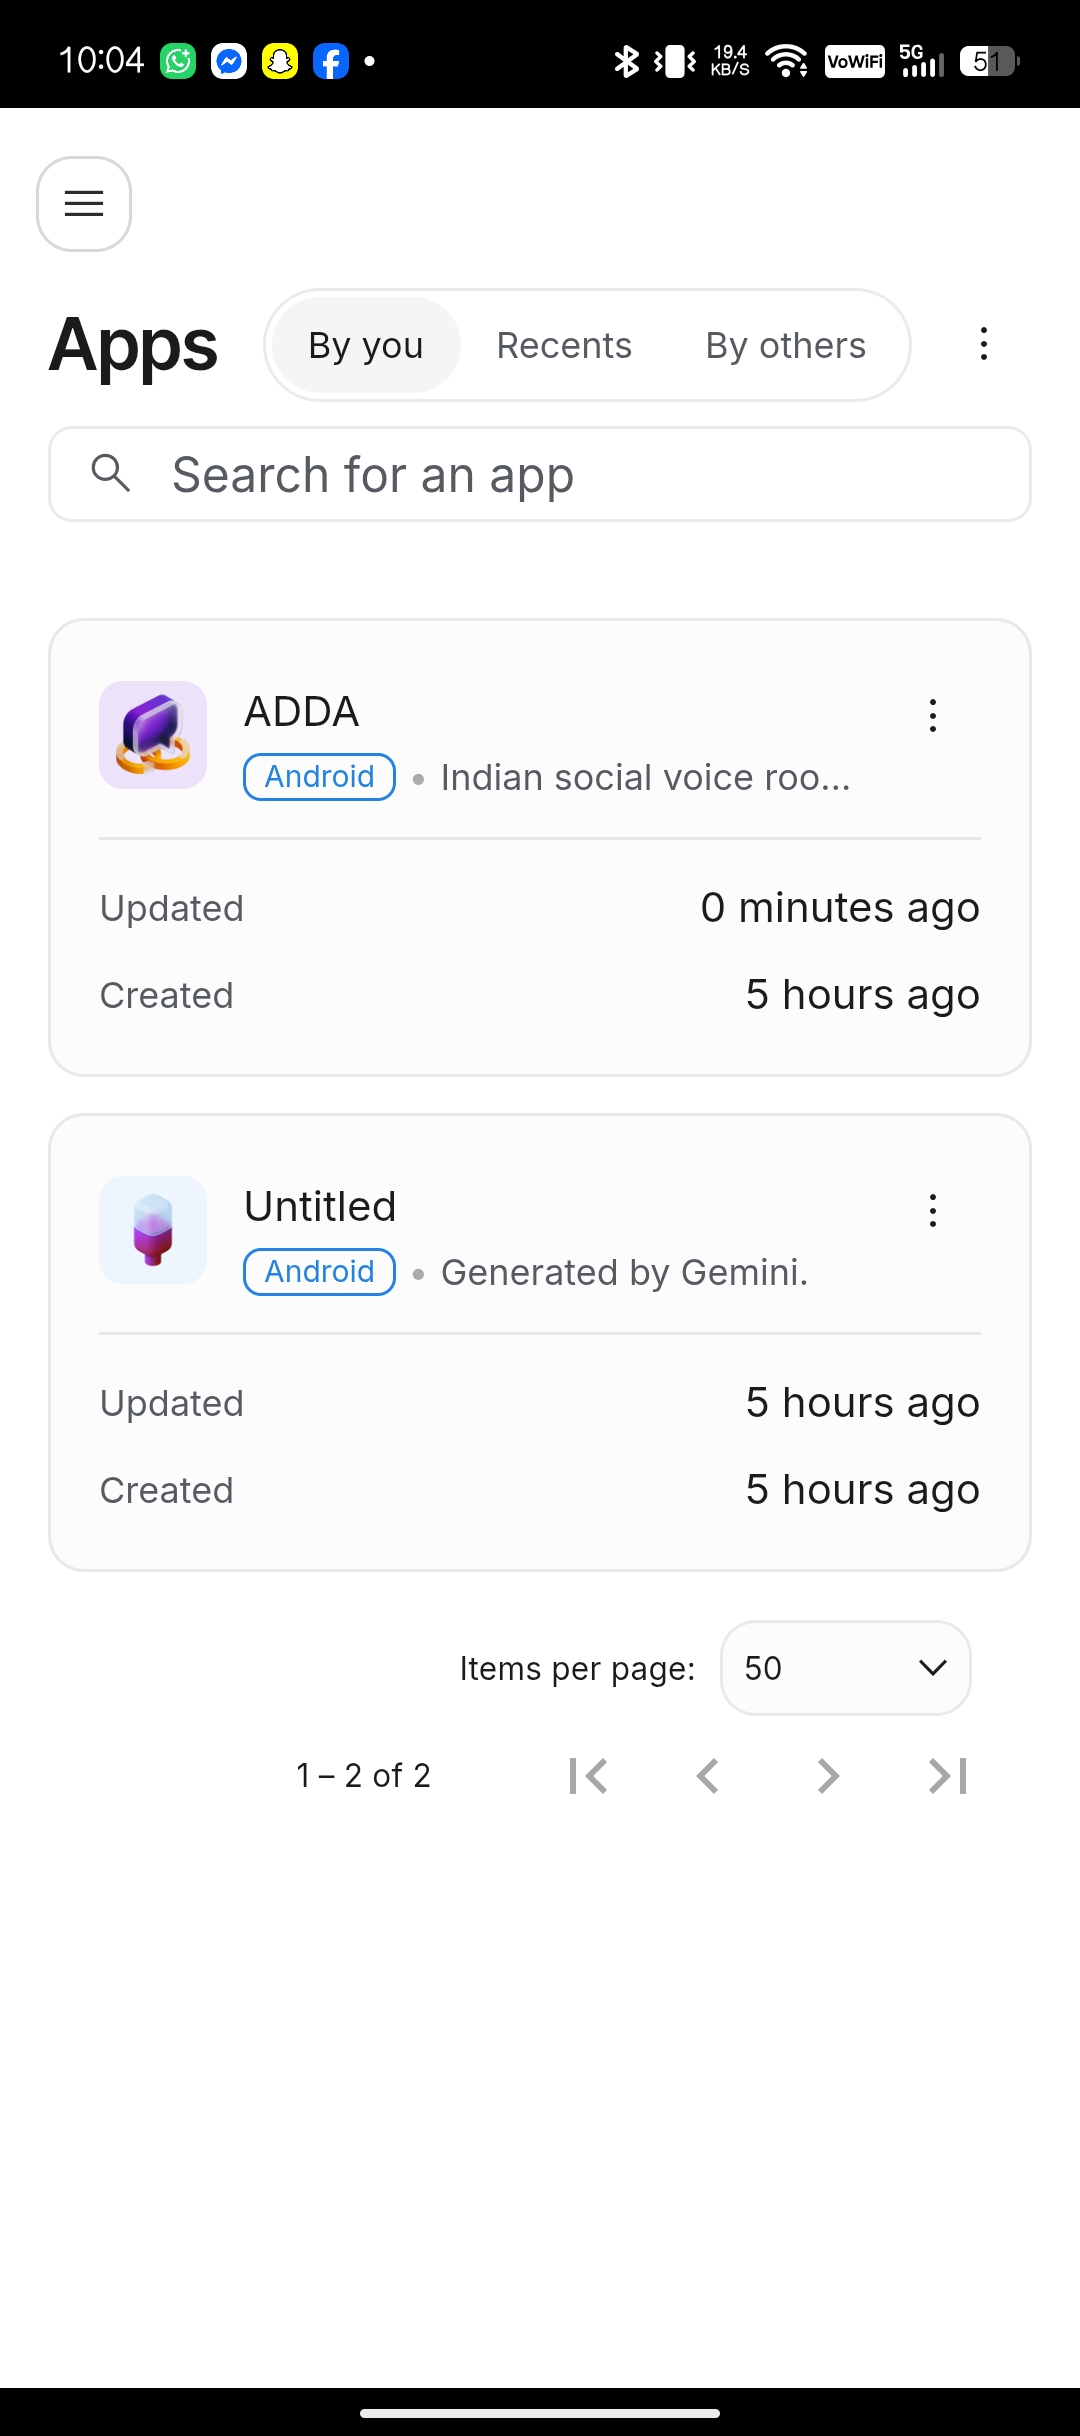 10:04
19.4
KB/S
VoWiFi
5G
51
Apps
By you
Recents
By others
Search for an app
ADDA
Android • Indian social voice roo...
Updated 0 minutes ago
Created 5 hours ago
Untitled
Android • Generated by Gemini.
Updated 5 hours ago
Created 5 hours ago
Items per page: 50
1 – 2 of 2